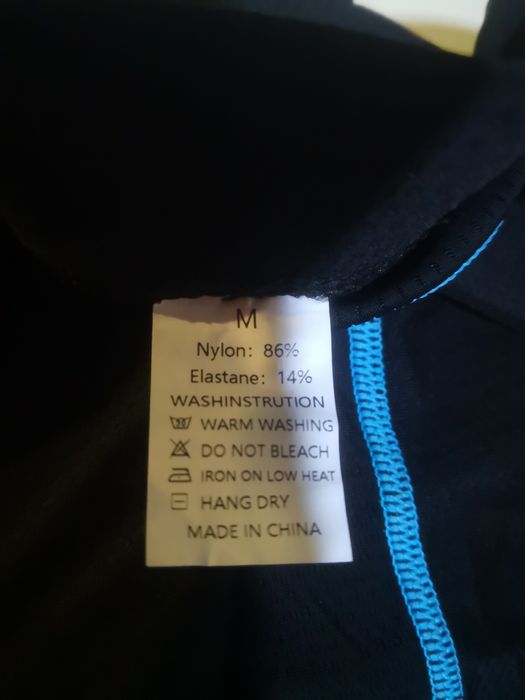 M
Nylon: 86%
Elastane: 14%
WASHINSTRUTION
WARM WASHING
DO NOT BLEACH
IRON ON LOW HEAT
HANG DRY
MADE IN CHINA